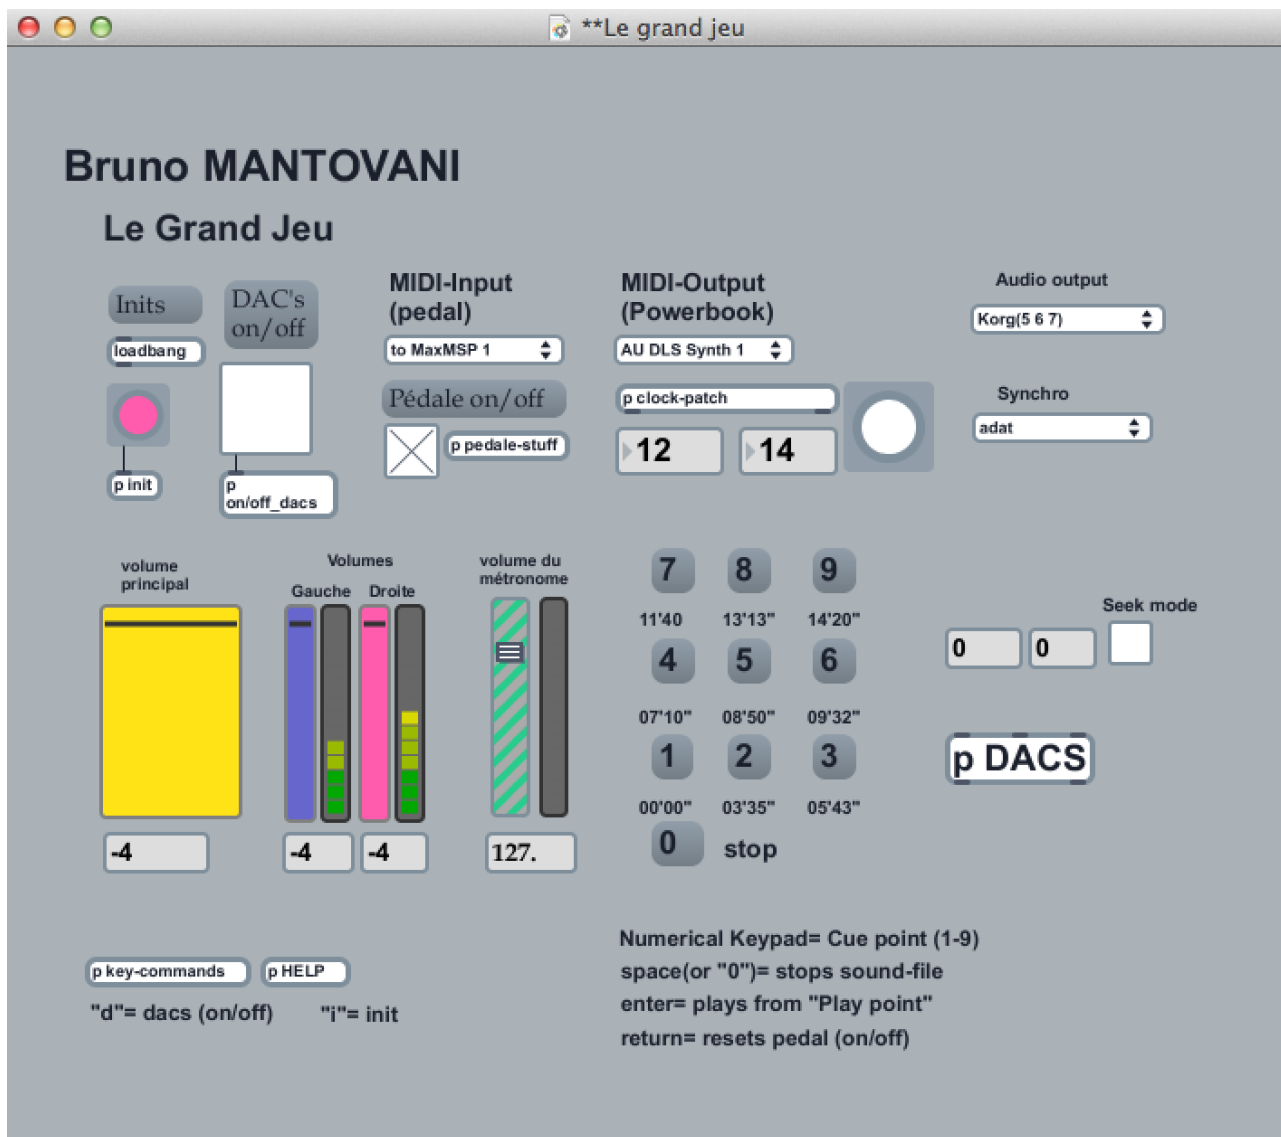 **Le grand jeu
Bruno MANTOVANI
Le Grand Jeu
Inits
loadbang
p init
DAC's
on/off
p
on/off_dacs
MIDI-Input
(pedal)
to MaxMSP 1
Pédale on/off
p pedale-stuff
MIDI-Output
(Powerbook)
AU DLS Synth 1
p clock-patch
12
14
Audio output
Korg(5 6 7)
Synchro
adat
volume
principal
-4
Volumes
Gauche Droite
-4 -4
volume du
métronome
127.
7 8 9
11'40 13'13" 14'20"
4 5 6
07'10" 08'50" 09'32"
1 2 3
00'00" 03'35" 05'43"
0 stop
Seek mode
0 0
p DACS
p key-commands p HELP
"d"= dacs (on/off) "i"= init
Numerical Keypad= Cue point (1-9)
space(or "0")= stops sound-file
enter= plays from "Play point"
return= resets pedal (on/off)